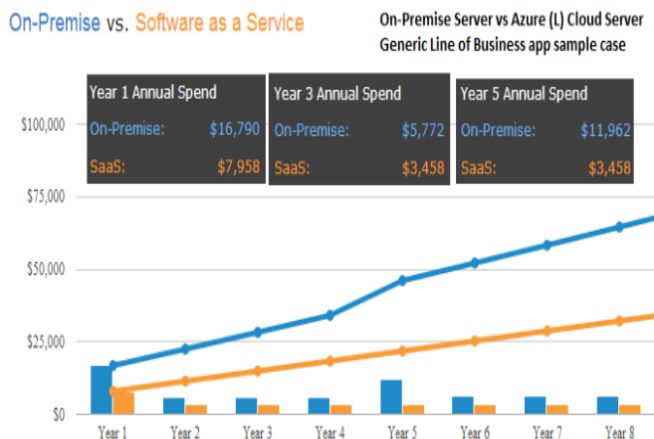 On-Premise vs. Software as a Service
On-Premise Server vs Azure (L) Cloud Server
Generic Line of Business app sample case
Year 1 Annual Spend
On-Premise: $16,790
SaaS: $7,958
Year 3 Annual Spend
On-Premise: $5,772
SaaS: $3,458
Year 5 Annual Spend
On-Premise: $11,962
SaaS: $3,458
$100,000
$75,000
$50,000
$25,000
$0
Year 1 Year 2 Year 3 Year 4 Year 5 Year 6 Year 7 Year 8